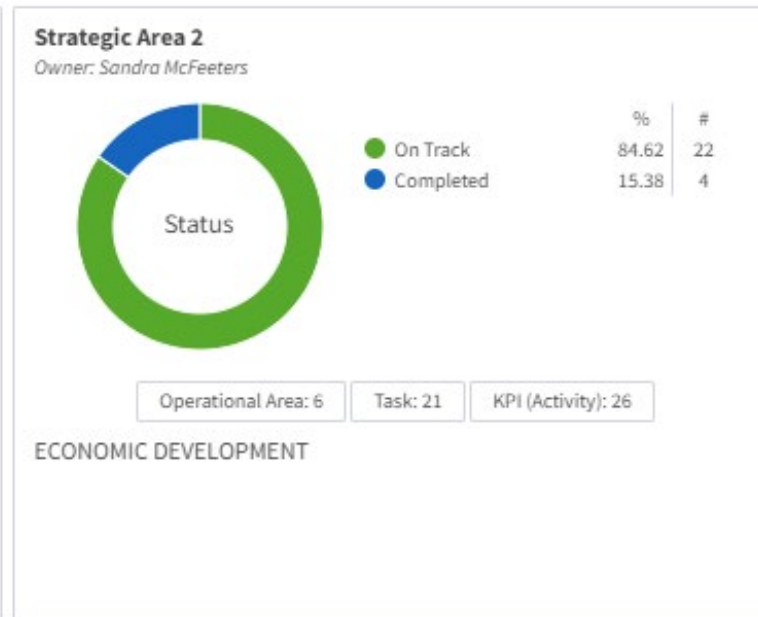 Strategic Area 2
Owner: Sandra McFeeters
% #
On Track 84.62 22
Completed 15.38 4
Status
Operational Area: 6 Task: 21 KPI (Activity): 26
ECONOMIC DEVELOPMENT